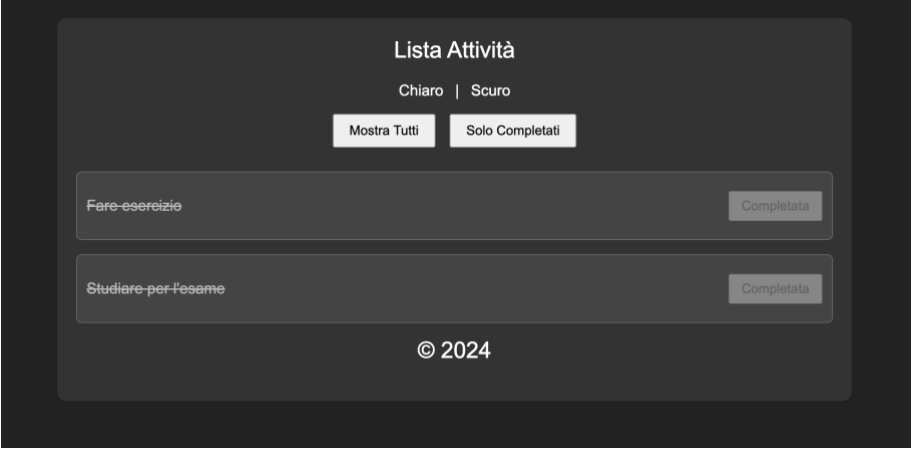 Lista Attività
Chiaro | Scuro
Mostra Tutti Solo Completati
Fare esercizio Completata
Studiare per l'esame Completata
© 2024